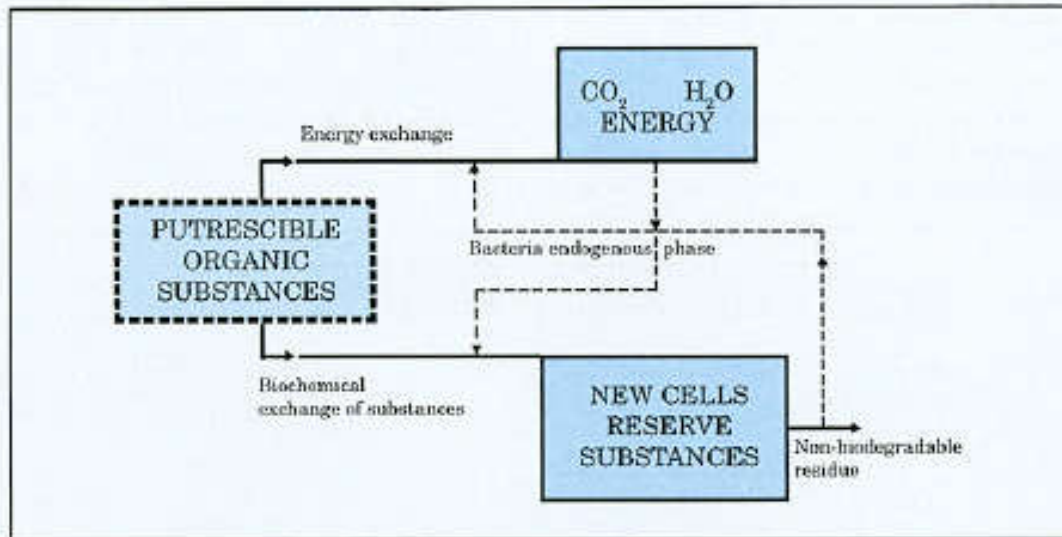 CO₂ H₂O
ENERGY
Energy exchange
PUTRESCIBLE
ORGANIC
SUBSTANCES
Bacteria endogenous phase
Biochemical
exchange of substances
NEW CELLS
RESERVE
SUBSTANCES
Non-biodegradable
residue